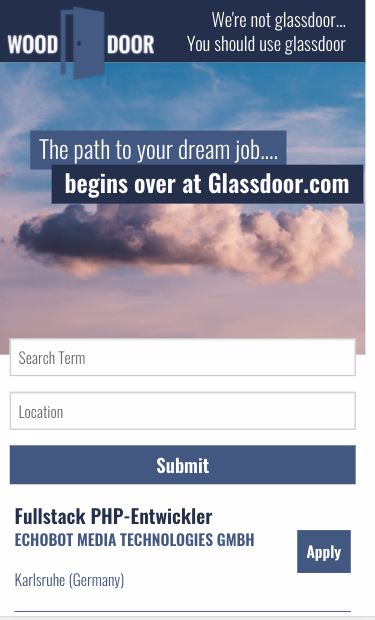 WOOD DOOR
We're not glassdoor...
You should use glassdoor
The path to your dream job....
begins over at Glassdoor.com
Search Term
Location
Submit
Fullstack PHP-Entwickler
ECHOBOT MEDIA TECHNOLOGIES GMBH
Apply
Karlsruhe (Germany)